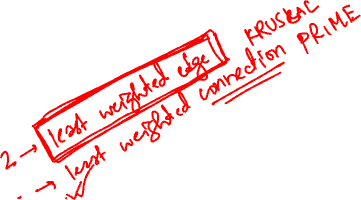 KRUSKAL
2. → least weighted edge
→ least weighted connection PRIME